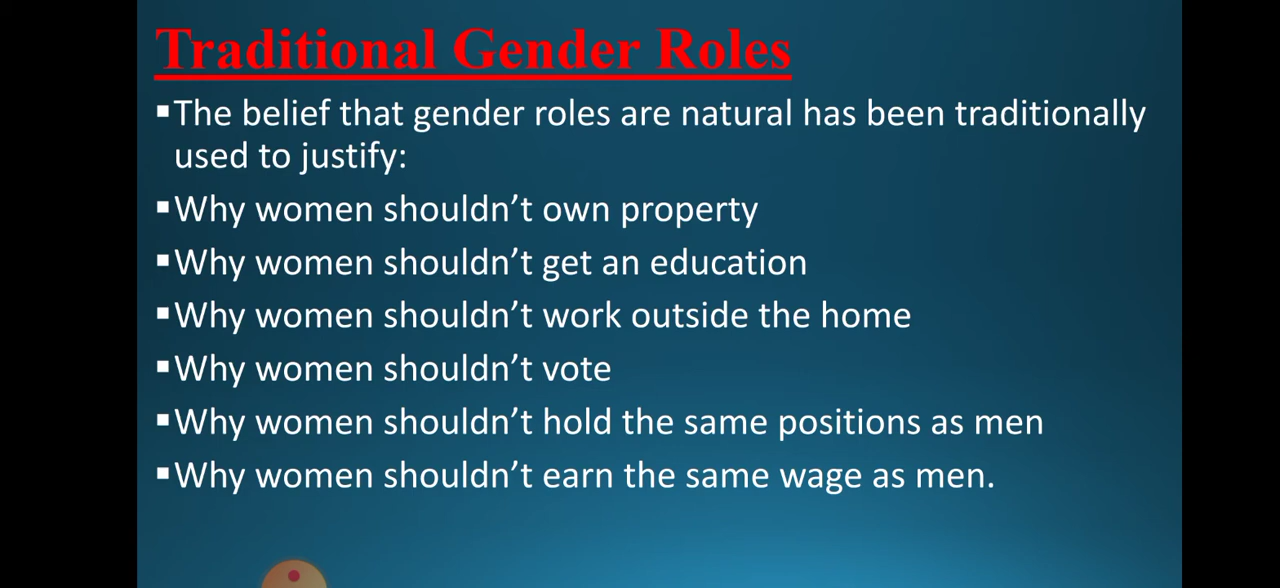 Traditional Gender Roles
▪The belief that gender roles are natural has been traditionally
used to justify:
▪Why women shouldn’t own property
▪Why women shouldn’t get an education
▪Why women shouldn’t work outside the home
▪Why women shouldn’t vote
▪Why women shouldn’t hold the same positions as men
▪Why women shouldn’t earn the same wage as men.